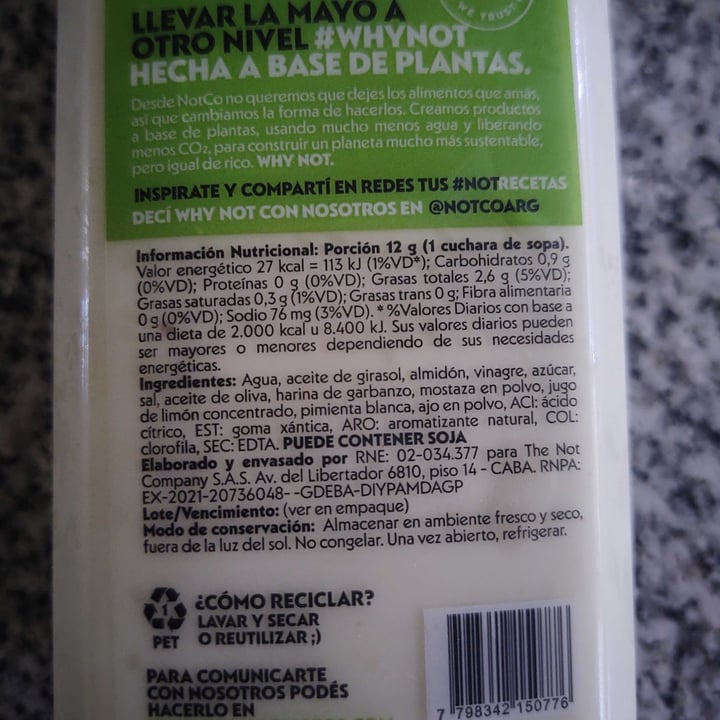 WE TRUST
LLEVAR LA MAYO A
OTRO NIVEL #WHYNOT
HECHA A BASE DE PLANTAS.
Desde NotCo no queremos que dejes los alimentos que amás,
así que cambiamos la forma de hacerlos. Creamos productos
a base de plantas, usando mucho menos agua y liberando
menos CO₂, para construir un planeta mucho más sustentable,
pero igual de rico. WHY NOT.
INSPIRATE Y COMPARTÍ EN REDES TUS #NOTRECETAS
DECÍ WHY NOT CON NOSOTROS EN @NOTCOARG
Información Nutricional: Porción 12 g (1 cuchara de sopa).
Valor energético 27 kcal = 113 kJ (1%VD*); Carbohidratos 0,9 g
(0%VD); Proteínas 0 g (0%VD); Grasas totales 2,6 g (5%VD);
Grasas saturadas 0,3 g (1%VD); Grasas trans 0 g; Fibra alimentaria
0 g (0%VD); Sodio 76 mg (3%VD). * %Valores Diarios con base a
una dieta de 2.000 kcal u 8.400 kJ. Sus valores diarios pueden
ser mayores o menores dependiendo de sus necesidades
energéticas.
Ingredientes: Agua, aceite de girasol, almidón, vinagre, azúcar,
sal, aceite de oliva, harina de garbanzo, mostaza en polvo, jugo
de limón concentrado, pimienta blanca, ajo en polvo, ACI: ácido
cítrico, EST: goma xántica, ARO: aromatizante natural, COL:
clorofila, SEC: EDTA. PUEDE CONTENER SOJA
Elaborado y envasado por RNE: 02-034.377 para The Not
Company S.A.S. Av. del Libertador 6810, piso 14 - CABA. RNPA:
EX-2021-20736048- -GDEBA-DIYPAMDAGP
Lote/Vencimiento: (ver en empaque)
Modo de conservación: Almacenar en ambiente fresco y seco,
fuera de la luz del sol. No congelar. Una vez abierto, refrigerar.
1
PET
¿CÓMO RECICLAR?
LAVAR Y SECAR
O REUTILIZAR ;)
PARA COMUNICARTE
CON NOSOTROS PODÉS
HACERLO EN
7 798342 150776